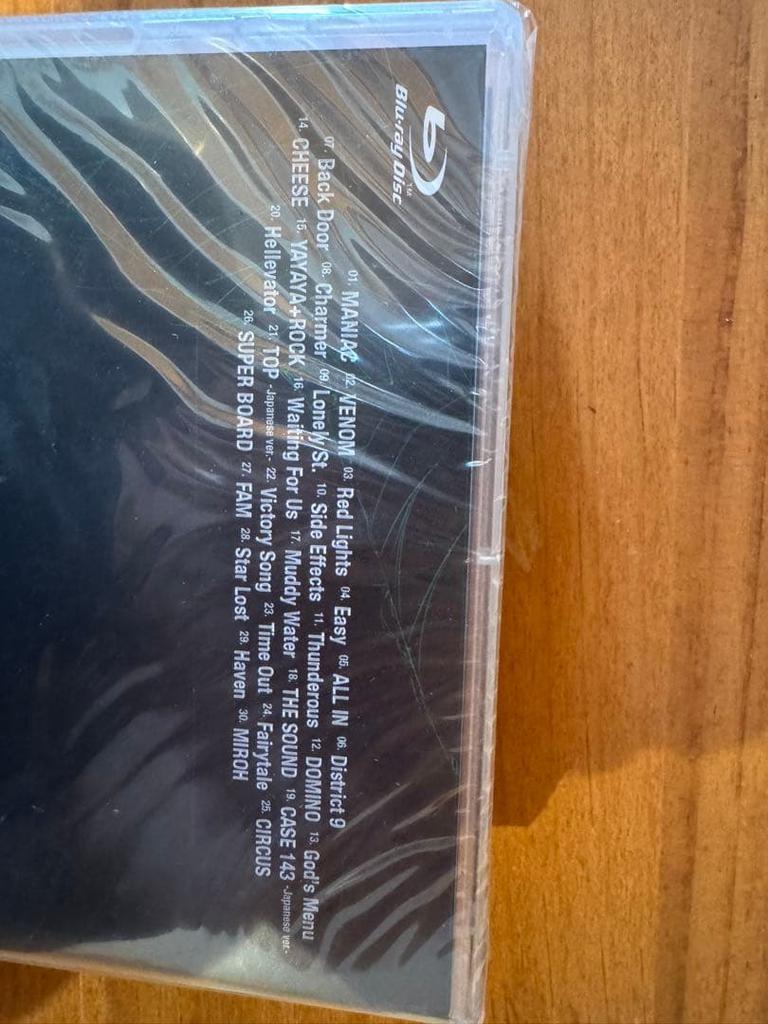 Blu-ray Disc™
01. MANIAC 02. VENOM 03. Red Lights 04. Easy 05. ALL IN 06. District 9
07. Back Door 08. Charmer 09. Lonely St. 10. Side Effects 11. Thunderous 12. DOMINO 13. God's Menu
14. CHEESE 15. YAYAYA+ROCK 16. Waiting For Us 17. Muddy Water 18. THE SOUND 19. CASE 143 -Japanese ver.-
20. Hellevator 21. TOP -Japanese ver.- 22. Victory Song 23. Time Out 24. Fairytale 25. CIRCUS
26. SUPER BOARD 27. FAM 28. Star Lost 29. Haven 30. MIROH